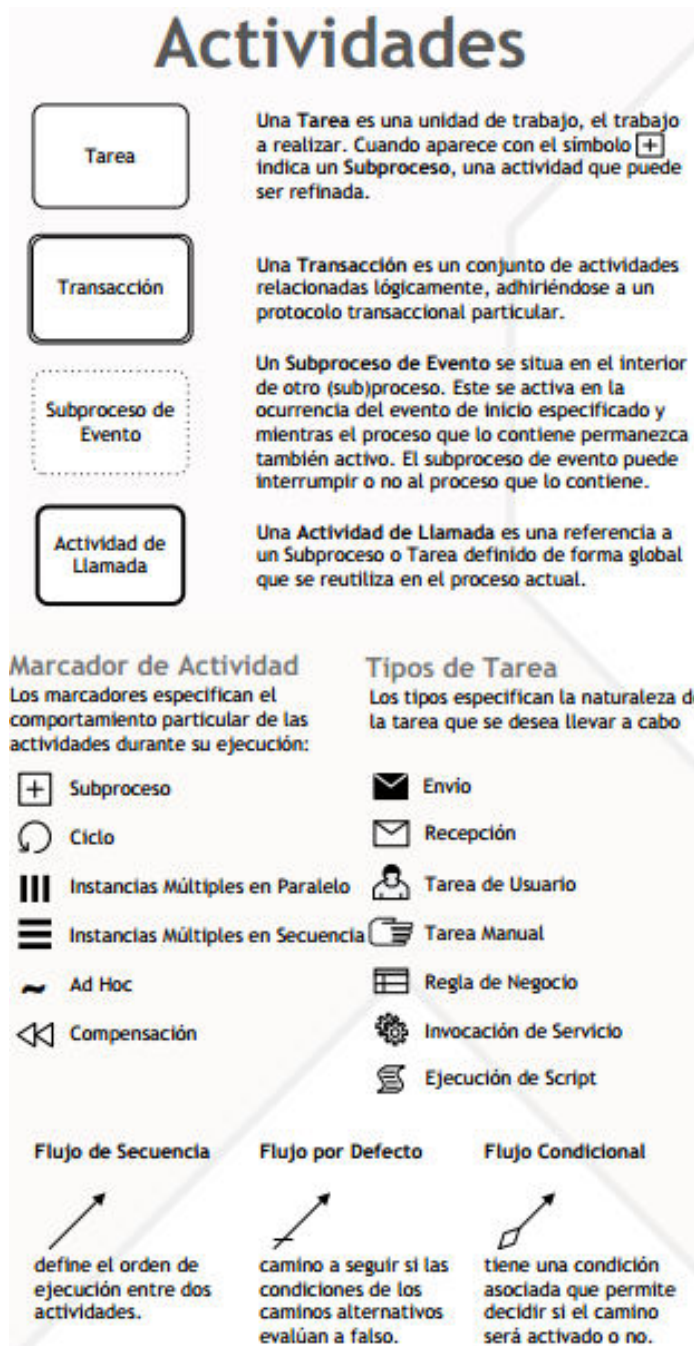 Actividades
Tarea
Una Tarea es una unidad de trabajo, el trabajo
a realizar. Cuando aparece con el símbolo +
indica un Subproceso, una actividad que puede
ser refinada.
Transacción
Una Transacción es un conjunto de actividades
relacionadas lógicamente, adhiriéndose a un
protocolo transaccional particular.
Subproceso de
Evento
Un Subproceso de Evento se situa en el interior
de otro (sub)proceso. Este se activa en la
ocurrencia del evento de inicio especificado y
mientras el proceso que lo contiene permanezca
también activo. El subproceso de evento puede
interrumpir o no al proceso que lo contiene.
Actividad de
Llamada
Una Actividad de Llamada es una referencia a
un Subproceso o Tarea definido de forma global
que se reutiliza en el proceso actual.
Marcador de Actividad
Los marcadores especifican el
comportamiento particular de las
actividades durante su ejecución:
Subproceso
Ciclo
Instancias Múltiples en Paralelo
Instancias Múltiples en Secuencia
Ad Hoc
Compensación
Tipos de Tarea
Los tipos especifican la naturaleza de
la tarea que se desea llevar a cabo
Envío
Recepción
Tarea de Usuario
Tarea Manual
Regla de Negocio
Invocación de Servicio
Ejecución de Script
Flujo de Secuencia
define el orden de
ejecución entre dos
actividades.
Flujo por Defecto
camino a seguir si las
condiciones de los
caminos alternativos
evalúan a falso.
Flujo Condicional
tiene una condición
asociada que permite
decidir si el camino
será activado o no.